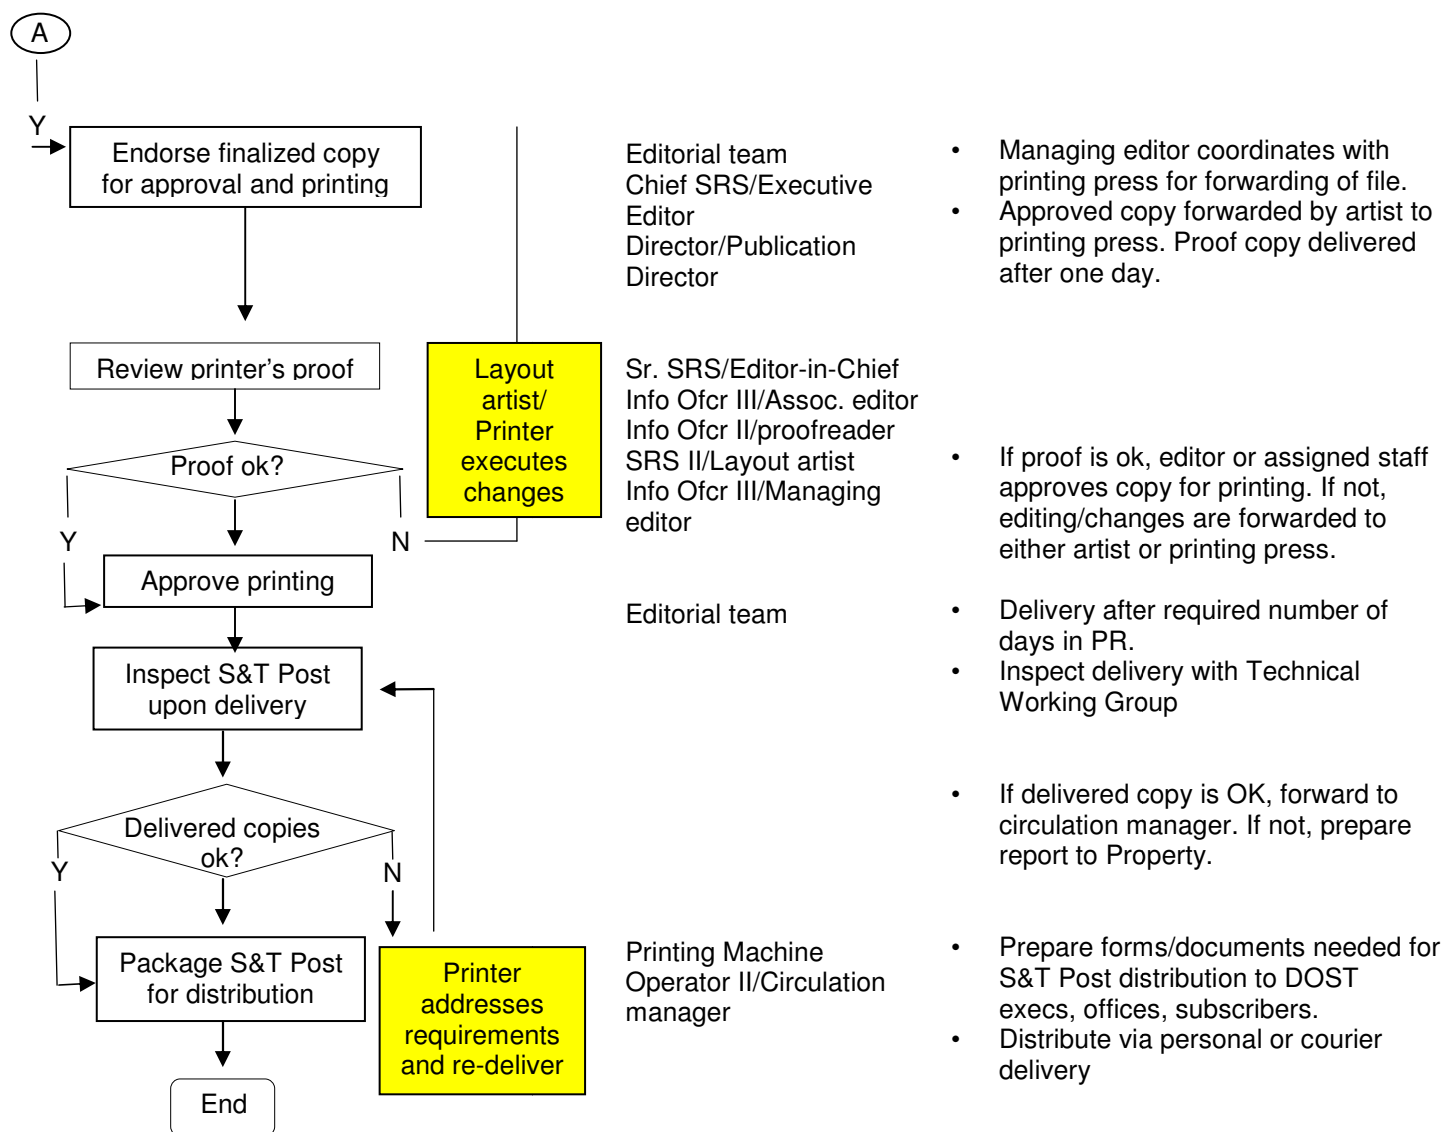 A
Y
Endorse finalized copy
for approval and printing
Editorial team
Chief SRS/Executive
Editor
Director/Publication
Director
• Managing editor coordinates with
printing press for forwarding of file.
• Approved copy forwarded by artist to
printing press. Proof copy delivered
after one day.
Review printer's proof
Layout
artist/
Printer
executes
changes
Sr. SRS/Editor-in-Chief
Info Ofcr III/Assoc. editor
Info Ofcr II/proofreader
SRS II/Layout artist
Info Ofcr III/Managing
editor
Proof ok?
• If proof is ok, editor or assigned staff
approves copy for printing. If not,
editing/changes are forwarded to
either artist or printing press.
Y
N
Approve printing
Editorial team
• Delivery after required number of
days in PR.
• Inspect delivery with Technical
Working Group
Inspect S&T Post
upon delivery
Delivered copies
ok?
• If delivered copy is OK, forward to
circulation manager. If not, prepare
report to Property.
Y
N
Package S&T Post
for distribution
Printer
addresses
requirements
and re-deliver
Printing Machine
Operator II/Circulation
manager
• Prepare forms/documents needed for
S&T Post distribution to DOST
execs, offices, subscribers.
• Distribute via personal or courier
delivery
End